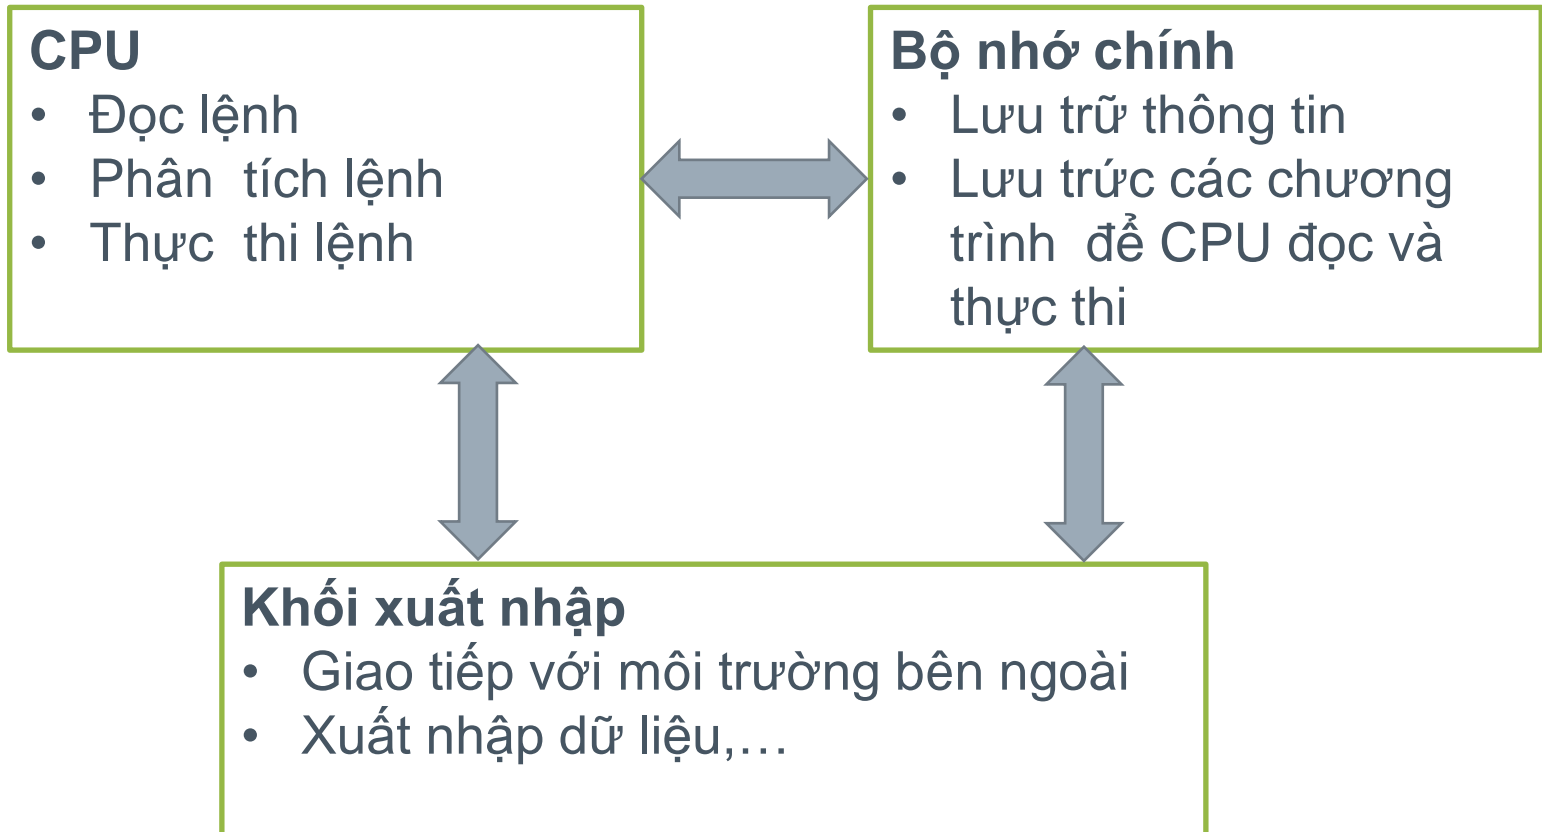 CPU
• Đọc lệnh
• Phân tích lệnh
• Thực thi lệnh
Bộ nhớ chính
• Lưu trữ thông tin
• Lưu trức các chương
trình để CPU đọc và
thực thi
Khối xuất nhập
• Giao tiếp với môi trường bên ngoài
• Xuất nhập dữ liệu,…